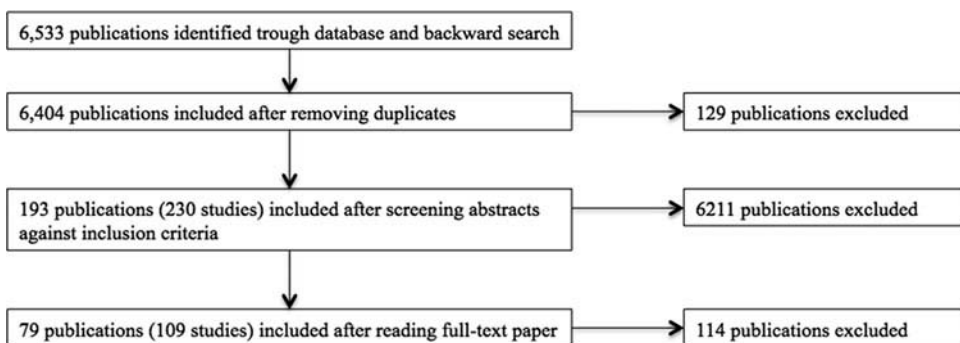 6,533 publications identified trough database and backward search
6,404 publications included after removing duplicates
129 publications excluded
193 publications (230 studies) included after screening abstracts
against inclusion criteria
6211 publications excluded
79 publications (109 studies) included after reading full-text paper
114 publications excluded